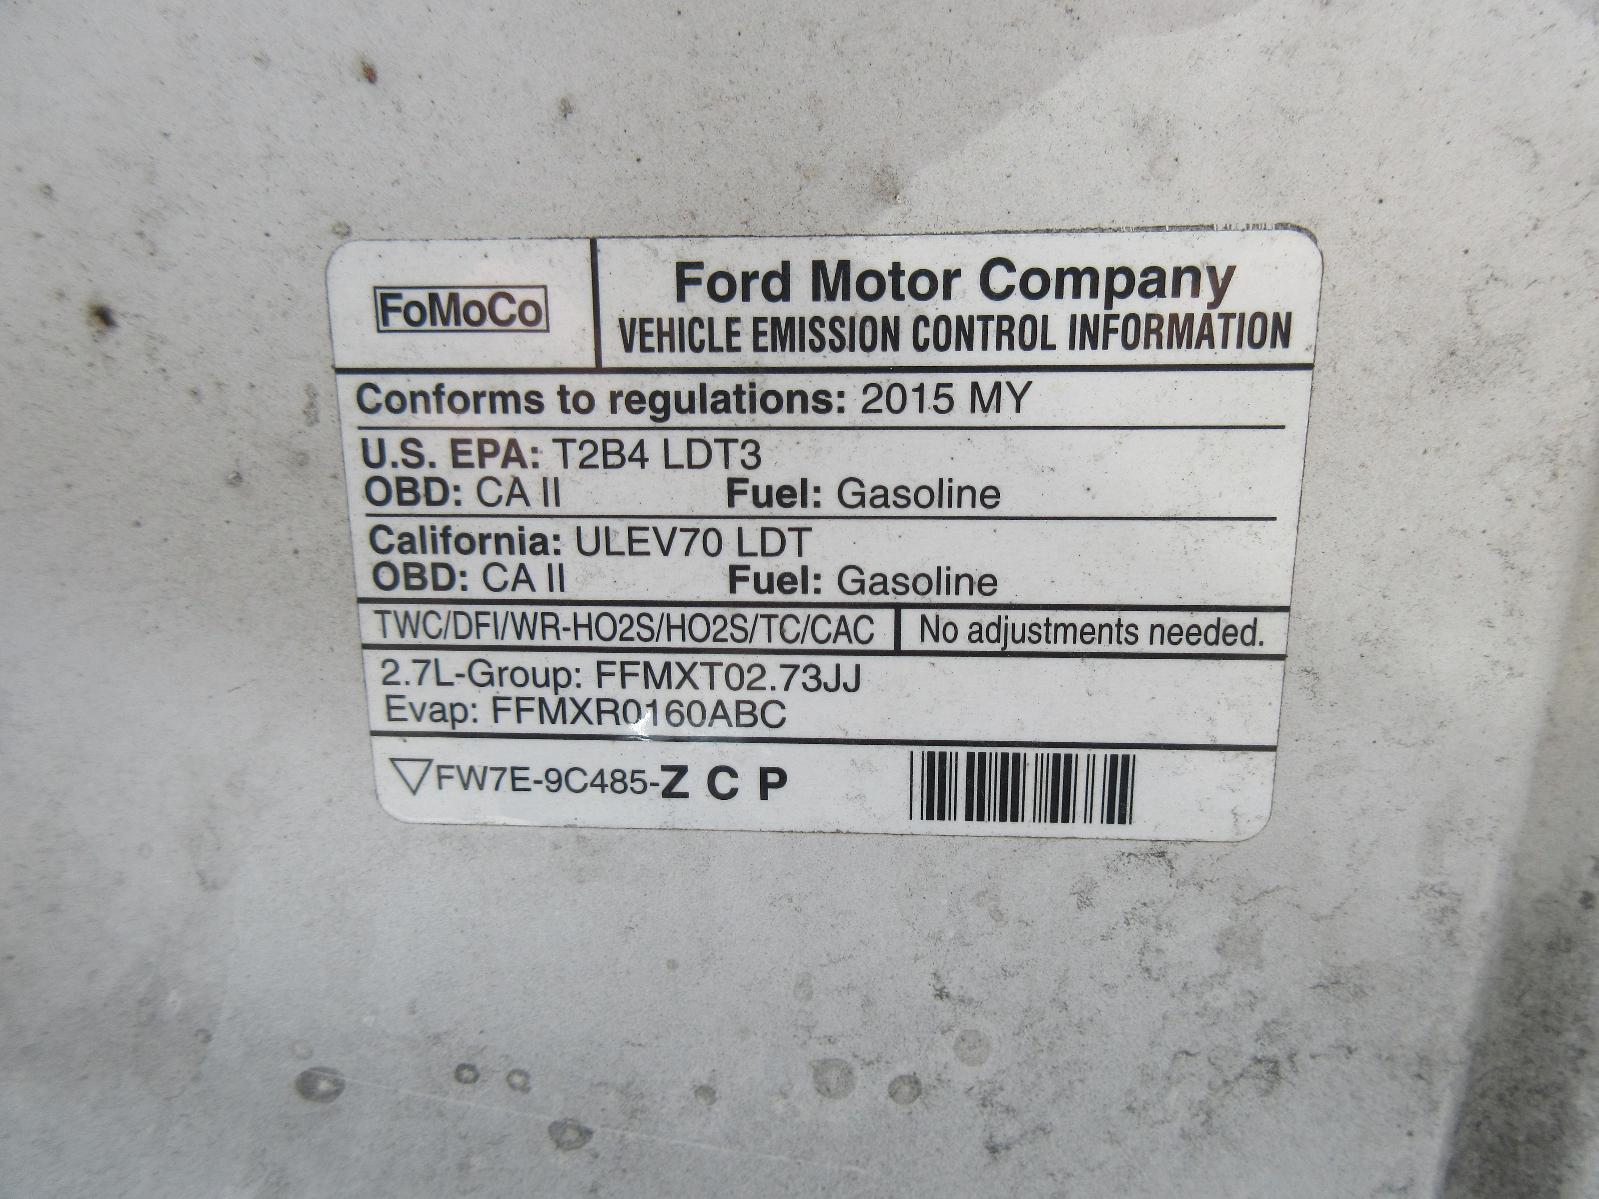 FoMoCo
Ford Motor Company
VEHICLE EMISSION CONTROL INFORMATION
Conforms to regulations: 2015 MY
U.S. EPA: T2B4 LDT3
OBD: CA II Fuel: Gasoline
California: ULEV70 LDT
OBD: CA II Fuel: Gasoline
TWC/DFI/WR-HO2S/HO2S/TC/CAC No adjustments needed.
2.7L-Group: FFMXT02.73JJ
Evap: FFMXR0160ABC
FW7E-9C485-Z C P